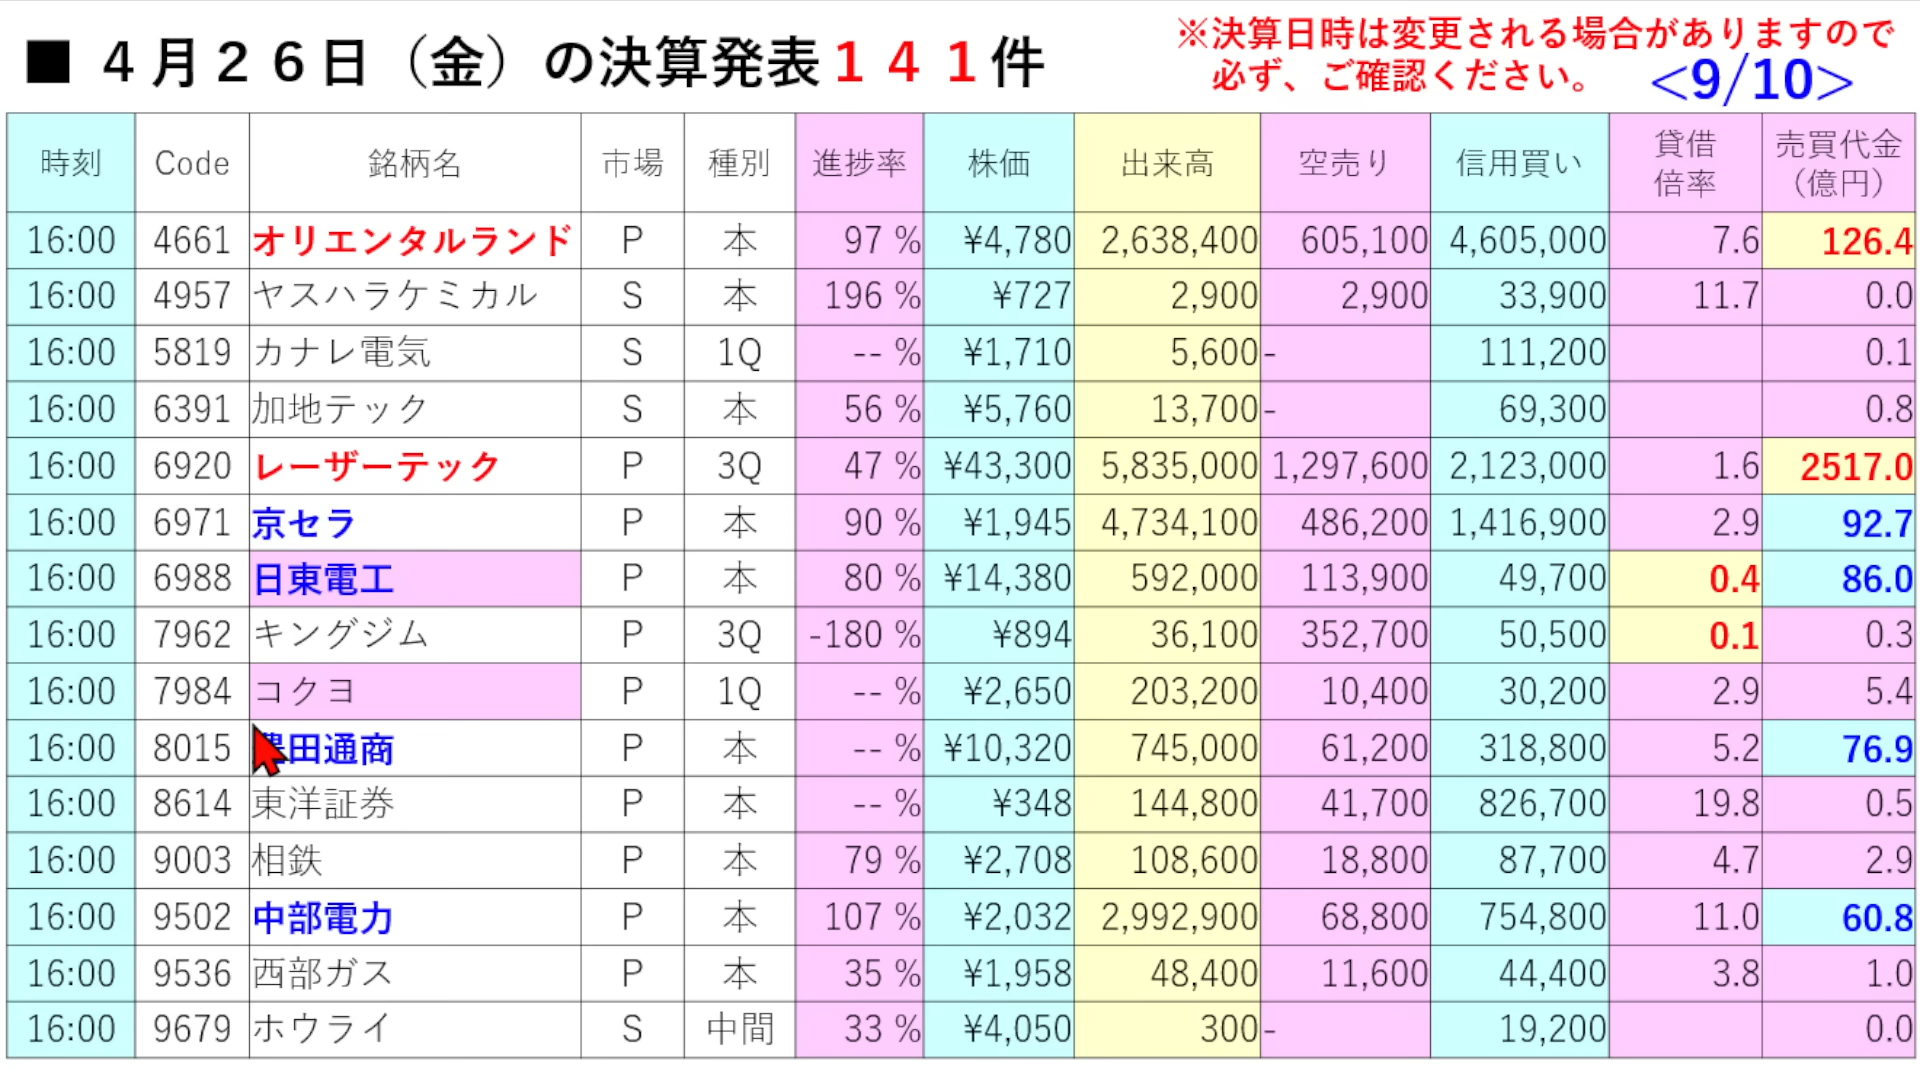 ■ 4月26日（金）の決算発表141件
※決算日時は変更される場合がありますので
必ず、ご確認ください。 <9/10>
時刻 Code 銘柄名 市場 種別 進捗率 株価 出来高 空売り 信用買い 貸借倍率 売買代金（億円）
16:00 4661 オリエンタルランド P 本 97 % ¥4,780 2,638,400 605,100 4,605,000 7.6 126.4
16:00 4957 ヤスハラケミカル S 本 196 % ¥727 2,900 2,900 33,900 11.7 0.0
16:00 5819 カナレ電気 S 1Q -- % ¥1,710 5,600 - 111,200 0.1
16:00 6391 加地テック S 本 56 % ¥5,760 13,700 - 69,300 0.8
16:00 6920 レーザーテック P 3Q 47 % ¥43,300 5,835,000 1,297,600 2,123,000 1.6 2517.0
16:00 6971 京セラ P 本 90 % ¥1,945 4,734,100 486,200 1,416,900 2.9 92.7
16:00 6988 日東電工 P 本 80 % ¥14,380 592,000 113,900 49,700 0.4 86.0
16:00 7962 キングジム P 3Q -180 % ¥894 36,100 352,700 50,500 0.1 0.3
16:00 7984 コクヨ P 1Q -- % ¥2,650 203,200 10,400 30,200 2.9 5.4
16:00 8015 豊田通商 P 本 -- % ¥10,320 745,000 61,200 318,800 5.2 76.9
16:00 8614 東洋証券 P 本 -- % ¥348 144,800 41,700 826,700 19.8 0.5
16:00 9003 相鉄 P 本 79 % ¥2,708 108,600 18,800 87,700 4.7 2.9
16:00 9502 中部電力 P 本 107 % ¥2,032 2,992,900 68,800 754,800 11.0 60.8
16:00 9536 西部ガス P 本 35 % ¥1,958 48,400 11,600 44,400 3.8 1.0
16:00 9679 ホウライ S 中間 33 % ¥4,050 300 - 19,200 0.0